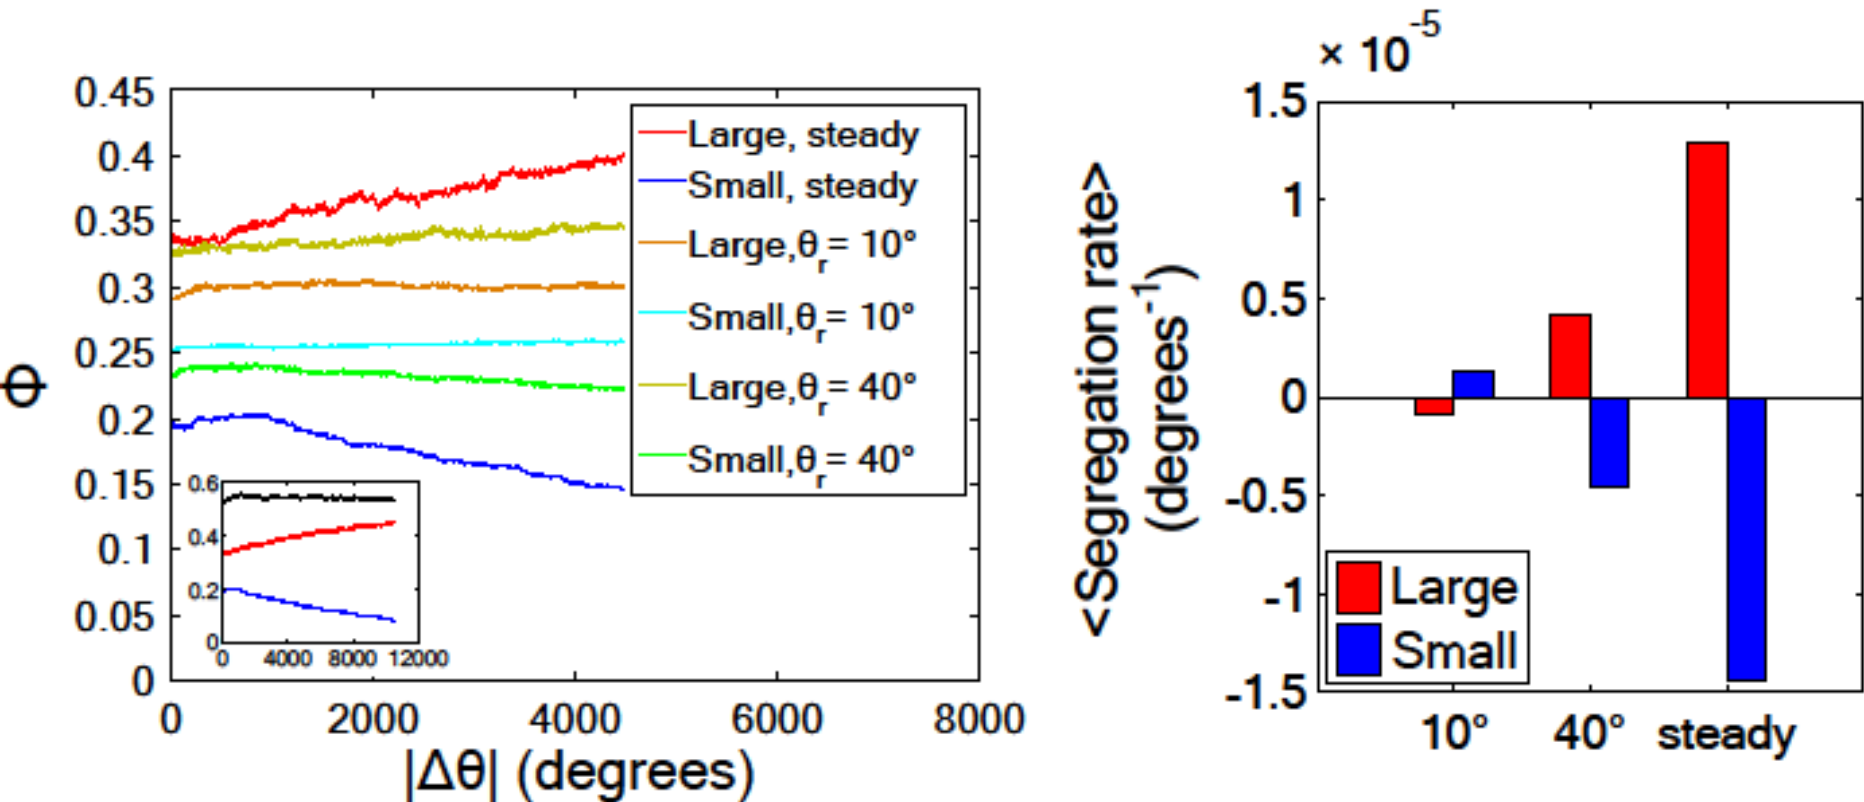 0.45
0.4
0.35
0.3
0.25
0.2
0.15
0.1
0.05
0
Φ
0 2000 4000 6000 8000
|Δθ| (degrees)
Large, steady
Small, steady
Large,θr= 10°
Small,θr= 10°
Large,θr= 40°
Small,θr= 40°
0.6
0.4
0.2
0
0 4000 8000 12000
× 10-5
1.5
1
0.5
0
-0.5
-1
-1.5
<Segregation rate>
(degrees-1)
Large
Small
10° 40° steady